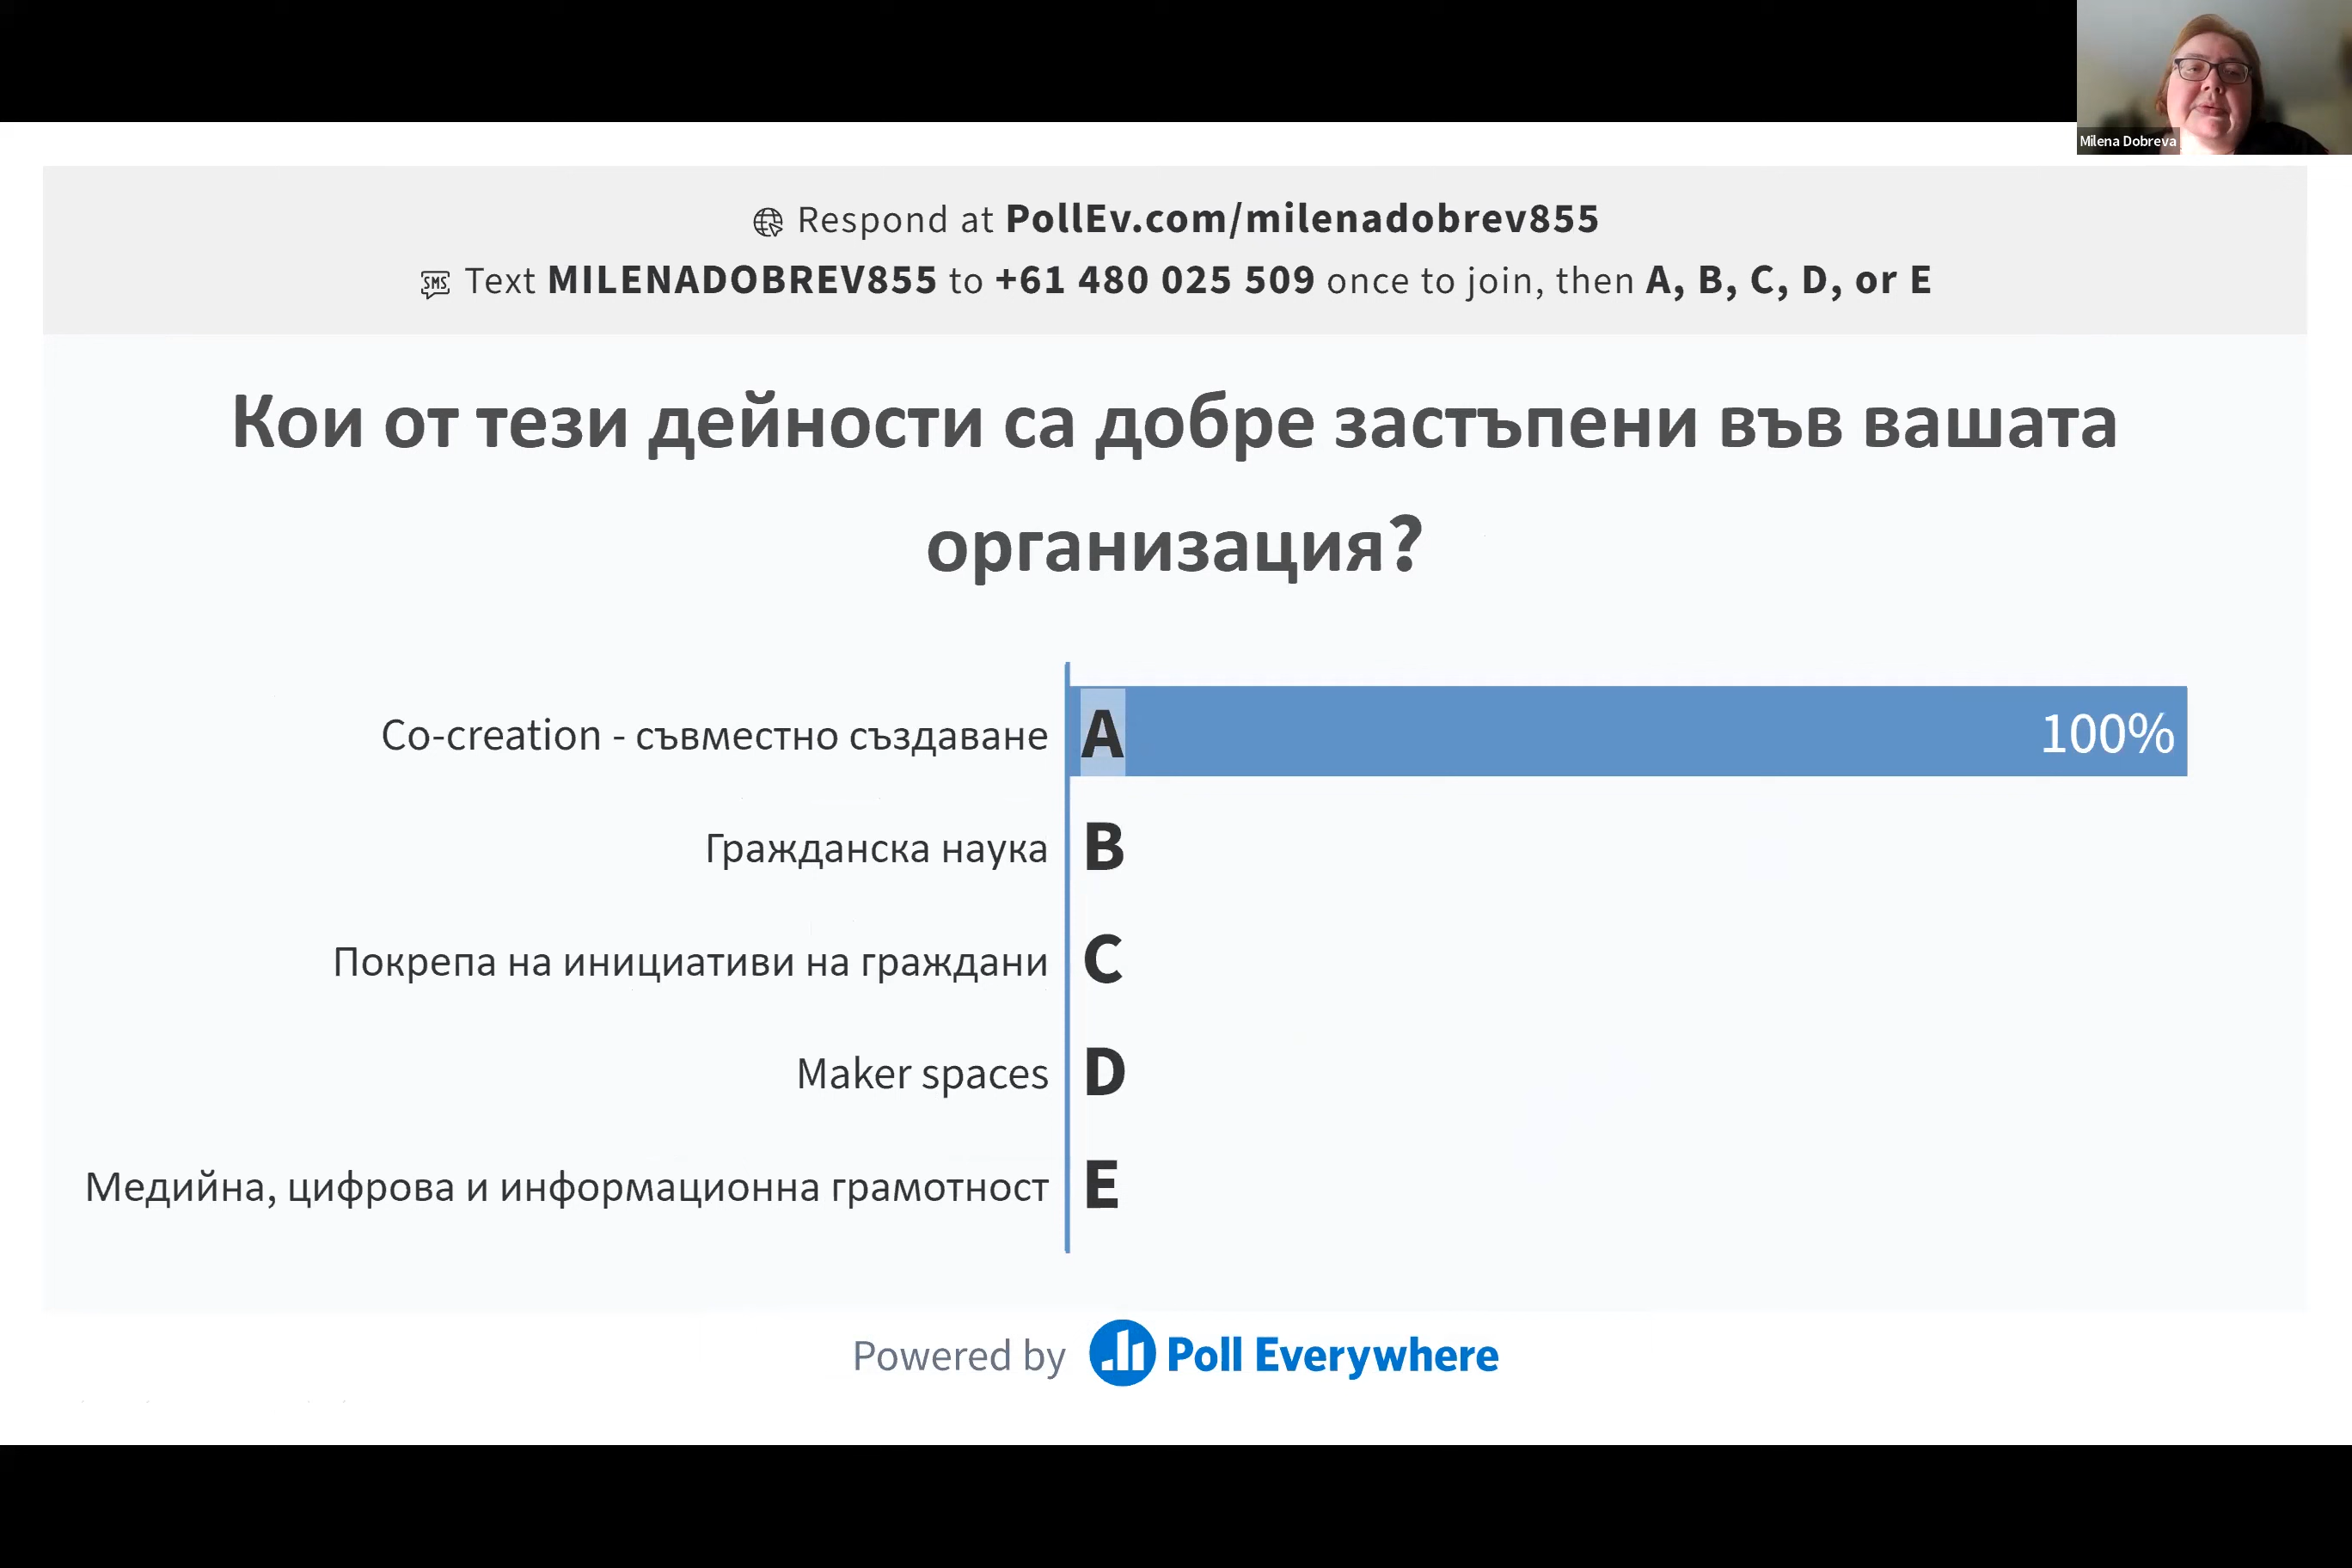 Milena Dobreva
Respond at PollEv.com/milenadobrev855
SMS Text MILENADOBREV855 to +61 480 025 509 once to join, then A, B, C, D, or E
Кои от тези дейности са добре застъпени във вашата
организация?
Co-creation - съвместно създаване A 100%
Гражданска наука B
Покрепа на инициативи на граждани C
Maker spaces D
Медийна, цифрова и информационна грамотност E
Powered by Poll Everywhere